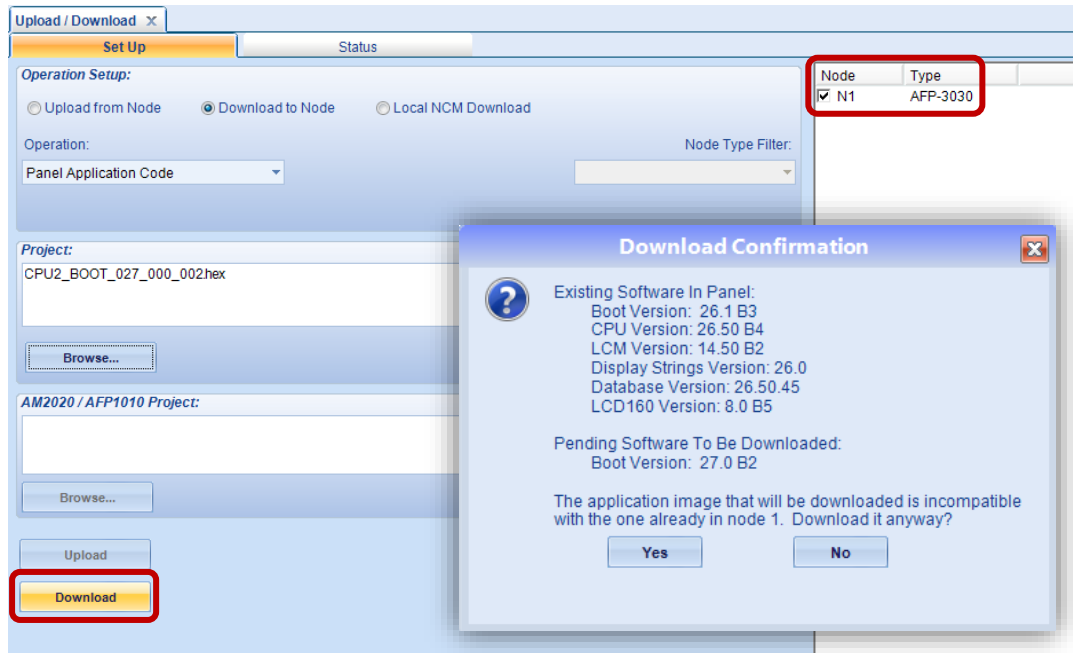 Upload / Download X
Set Up
Status
Operation Setup:
Upload from Node
Download to Node
Local NCM Download
Operation:
Node Type Filter:
Panel Application Code
Project:
CPU2_BOOT_027_000_002.hex
Browse...
AM2020 / AFP1010 Project:
Browse...
Upload
Download
Node Type
N1 AFP-3030
Download Confirmation
Existing Software In Panel:
Boot Version: 26.1 B3
CPU Version: 26.50 B4
LCM Version: 14.50 B2
Display Strings Version: 26.0
Database Version: 26.50.45
LCD160 Version: 8.0 B5
Pending Software To Be Downloaded:
Boot Version: 27.0 B2
The application image that will be downloaded is incompatible
with the one already in node 1. Download it anyway?
Yes
No